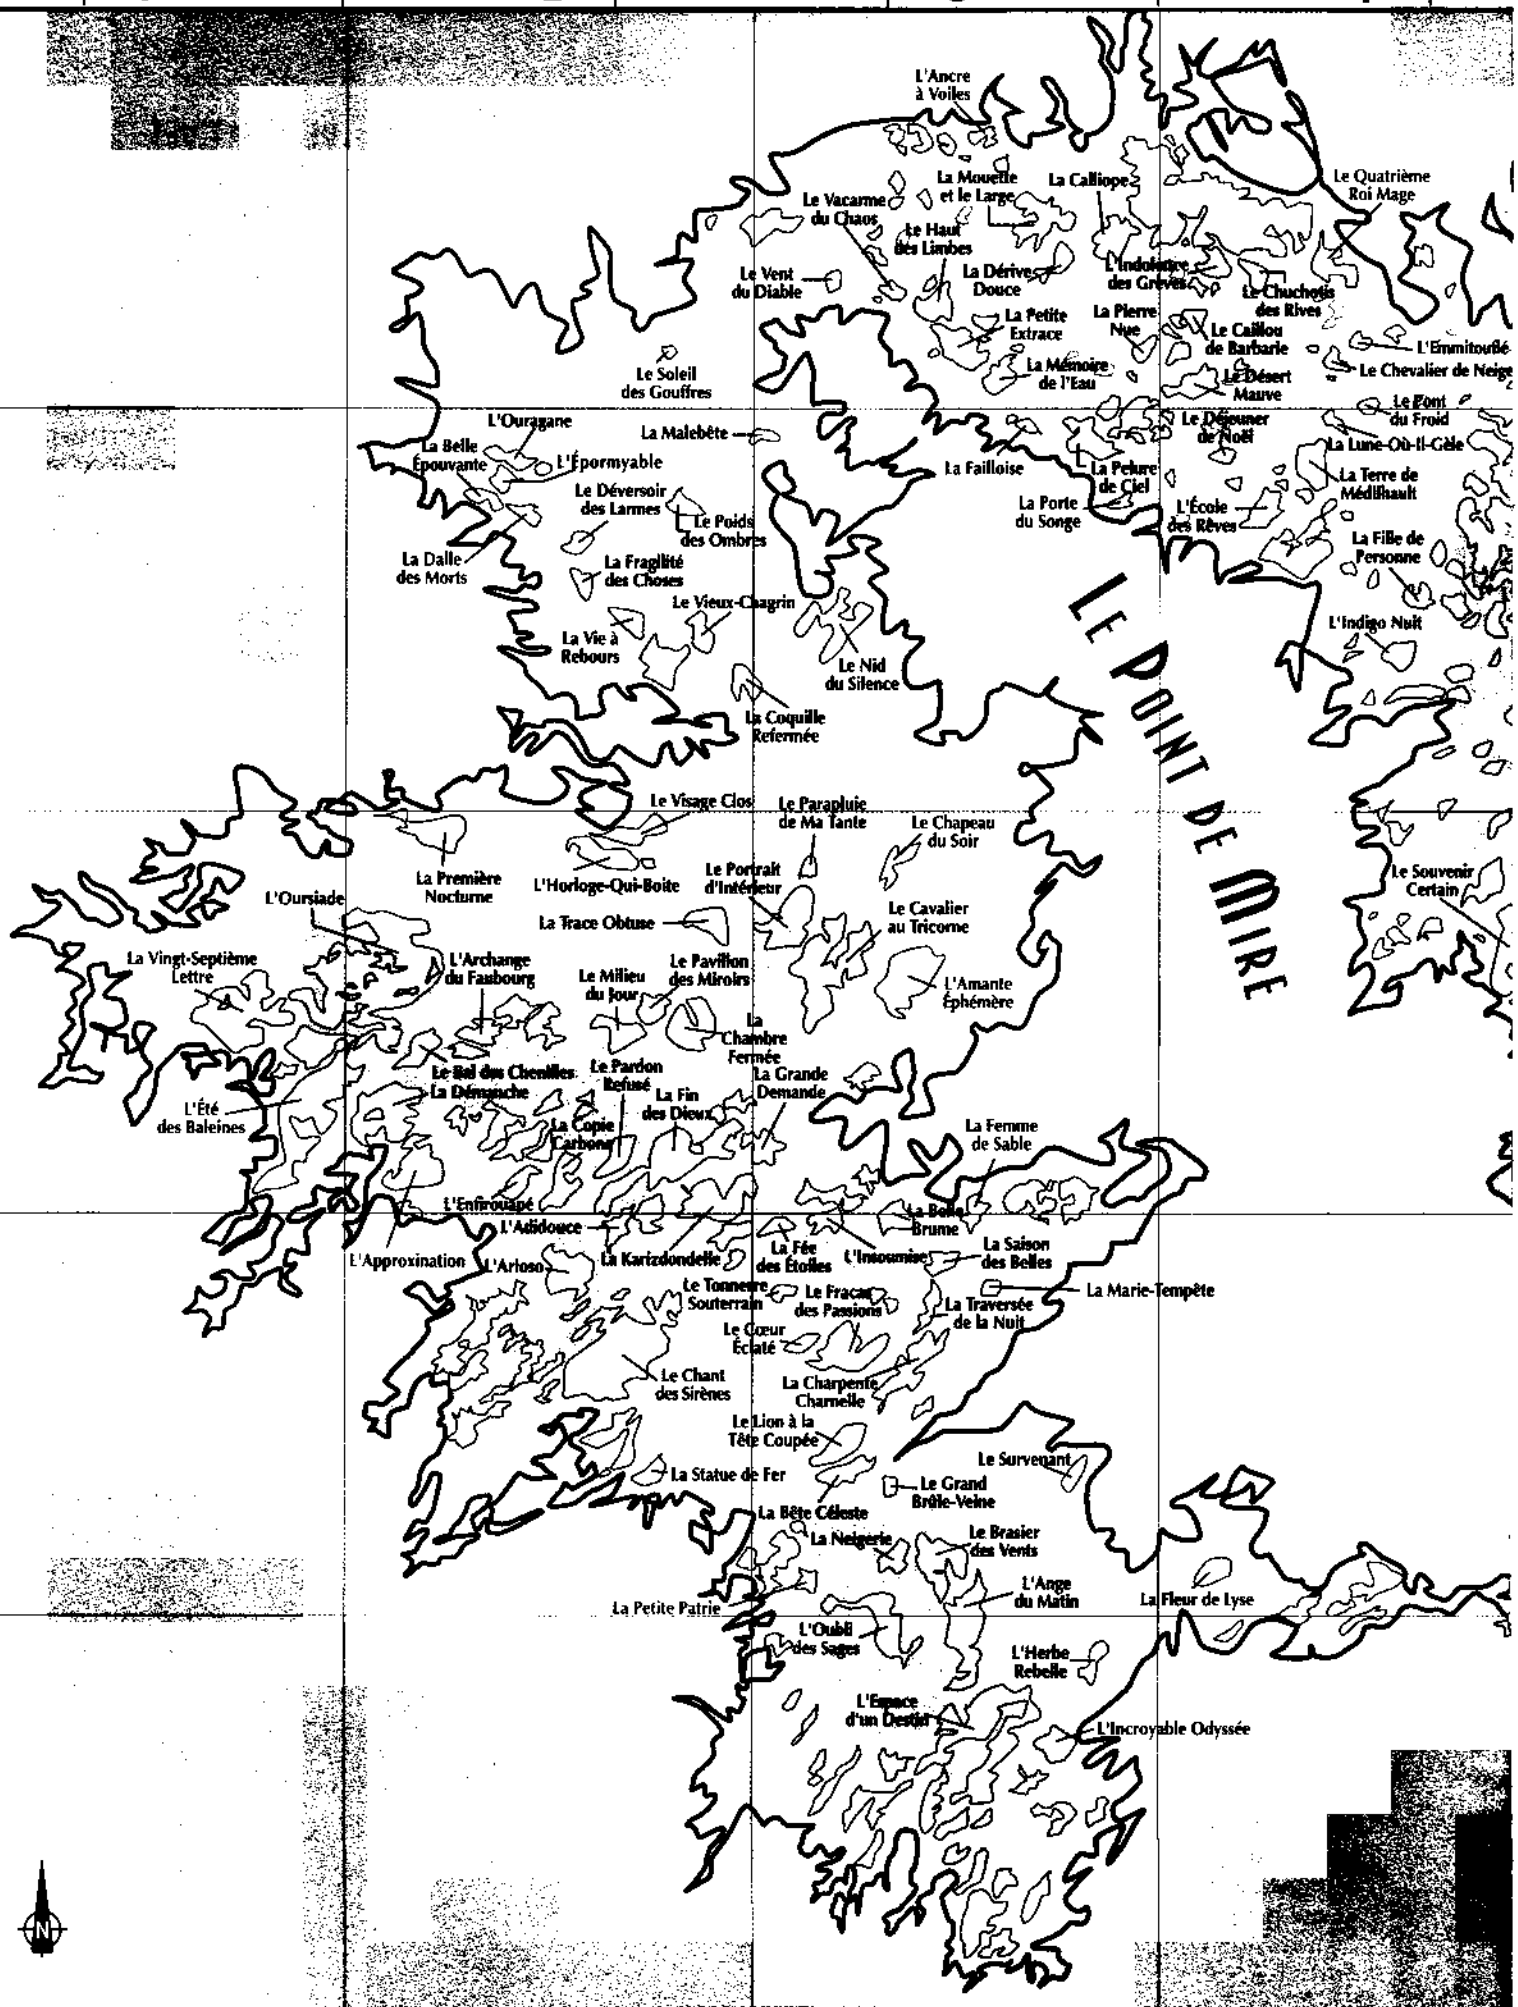 L'Ancre
à Voiles
La Mouette
et le Large
La Calliope
Le Quatrième
Roi Mage
Le Vacarme
du Chaos
Le Haut
des Limbes
Le Vent
du Diable
La Dérive
Douce
L'Indolence
des Grèves
Le Chuchotis
des Rives
La Petite
Extrace
La Pierre
Nue
Le Caillou
de Barbarie
L'Emmitouflé
Le Soleil
des Gouffres
La Mémoire
de l'Eau
Le Désert
Mauve
Le Chevalier de Neige
Le Pont
du Froid
L'Ouragane
La Malebête
Le Déjeuner
de Noël
La Lune-Où-Il-Gèle
La Belle
Épouvante
L'Épormyable
La Failloise
La Pelure
de Ciel
La Terre de
Médilhault
Le Déversoir
des Larmes
Le Poids
des Ombres
La Porte
du Songe
L'École
des Rêves
La Dalle
des Morts
La Fragilité
des Choses
La Fille de
Personne
Le Vieux-Chagrin
L'Indigo Nuit
La Vie à
Rebours
Le Nid
du Silence
La Coquille
Refermée
LE POINT DE MIRE
Le Visage Clos
Le Parapluie
de Ma Tante
Le Chapeau
du Soir
La Première
Nocturne
L'Horloge-Qui-Boite
Le Portrait
d'Intérieur
Le Souvenir
Certain
L'Oursiade
La Trace Obtuse
Le Cavalier
au Tricorne
La Vingt-Septième
Lettre
L'Archange
du Faubourg
Le Milieu
du Jour
Le Pavillon
des Miroirs
L'Amante
Éphémère
La
Chambre
Fermée
Le Bal des Chenilles
La Démanche
Le Pardon
Refusé
La Fin
des Dieux
La Grande
Demande
L'Été
des Baleines
La Copie
Carbone
La Femme
de Sable
L'Enfirouapé
L'Adidouce
La Belle
Brume
L'Approximation
L'Arioso
La Karizdondelle
La Fée
des Étoiles
L'Insoumise
La Saison
des Belles
Le Tonnerre
Souterrain
Le Fracas
des Passions
La Marie-Tempête
La Traversée
de la Nuit
Le Cœur
Éclaté
Le Chant
des Sirènes
La Charpente
Charnelle
Le Lion à la
Tête Coupée
La Statue de Fer
Le Survenant
Le Grand
Brûle-Veine
La Bête Céleste
La Neigerie
Le Brasier
des Vents
L'Ange
du Matin
La Petite Patrie
La Fleur de Lyse
L'Oubli
des Sages
L'Herbe
Rebelle
L'Espace
d'un Destin
L'Incroyable Odyssée
N